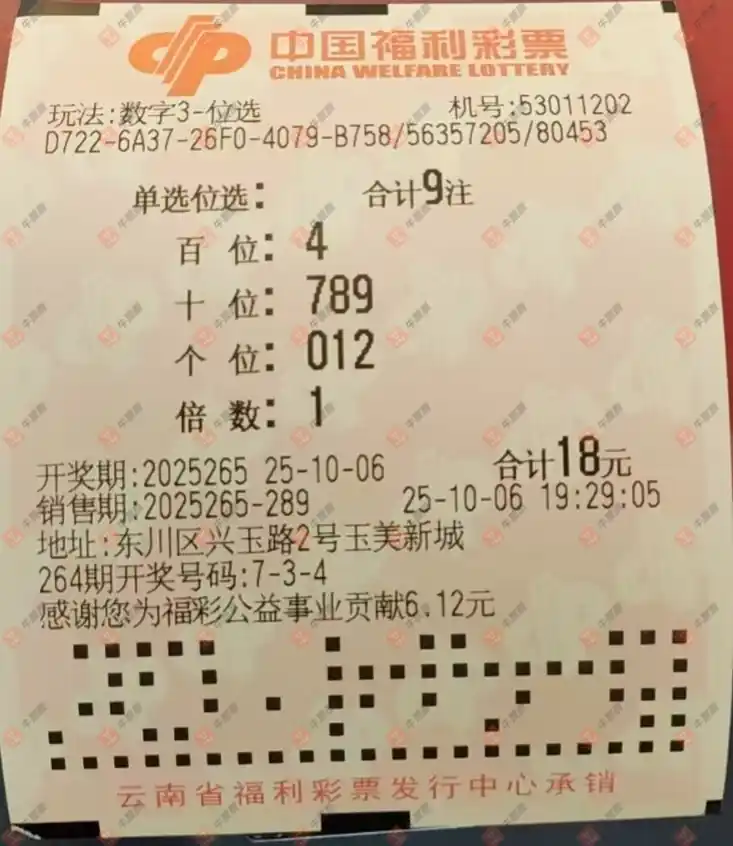 中国福利彩票
CHINA WELFARE LOTTERY
玩法:数字3-位选 机号:53011202
D722-6A37-26F0-4079-B758/56357205/80453
单选位选: 合计9注
百 位: 4
十 位: 789
个 位: 012
倍 数: 1
开奖期:2025265 25-10-06 合计18元
销售期:2025265-289 25-10-06 19:29:05
地址:东川区兴玉路2号玉美新城
264期开奖号码:7-3-4
感谢您为福彩公益事业贡献6.12元
云南省福利彩票发行中心承销